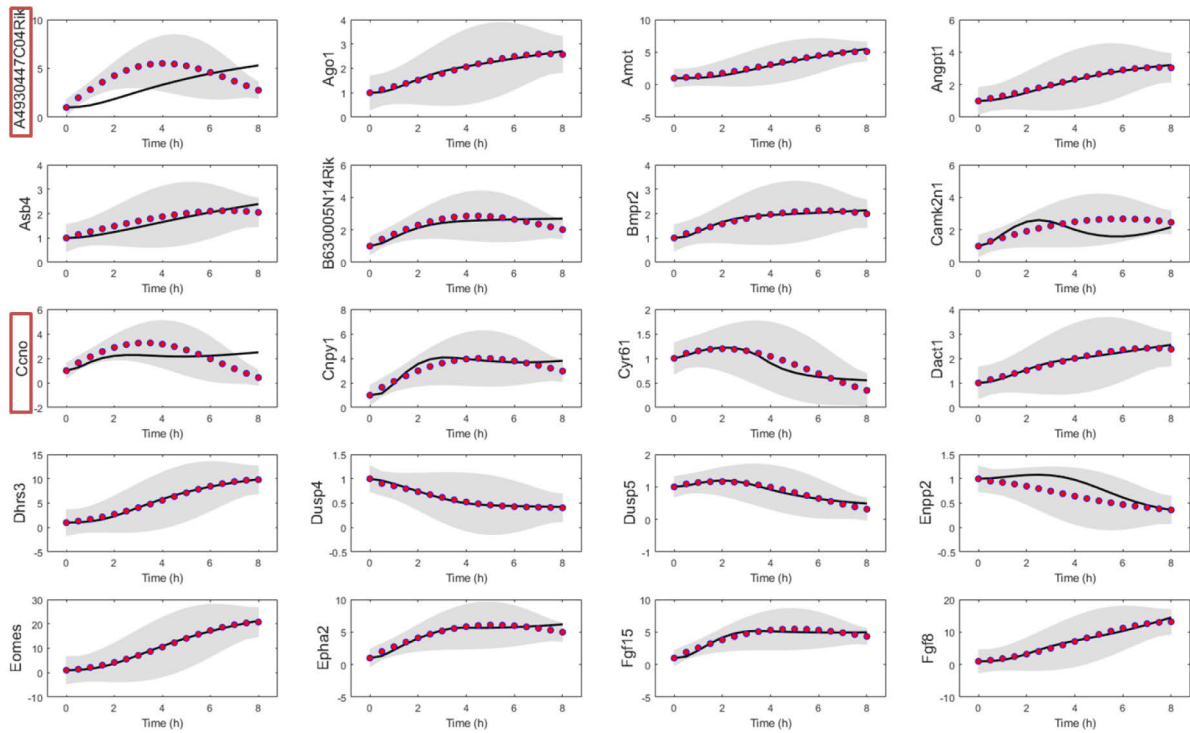 A4930447C04Rik
10
5
0
0 2 4 6 8
Time (h)
Ago1
4
3
2
1
0
0 2 4 6 8
Time (h)
Amot
10
5
0
-5
0 2 4 6 8
Time (h)
Angpt1
6
4
2
0
0 2 4 6 8
Time (h)
Asb4
4
3
2
1
0
0 2 4 6 8
Time (h)
B630005N14Rik
6
4
2
0
0 2 4 6 8
Time (h)
Bmpr2
4
3
2
1
0
0 2 4 6 8
Time (h)
Camk2n1
6
4
2
0
0 2 4 6 8
Time (h)
Ccno
6
4
2
0
-2
0 2 4 6 8
Time (h)
Cnpy1
8
6
4
2
0
0 2 4 6 8
Time (h)
Cyr61
2
1.5
1
0.5
0
0 2 4 6 8
Time (h)
Dact1
4
3
2
1
0
0 2 4 6 8
Time (h)
Dhrs3
15
10
5
0
-5
0 2 4 6 8
Time (h)
Dusp4
1.5
1
0.5
0
-0.5
0 2 4 6 8
Time (h)
Dusp5
2
1
0
-1
0 2 4 6 8
Time (h)
Enpp2
1.5
1
0.5
0
-0.5
0 2 4 6 8
Time (h)
Eomes
30
20
10
0
-10
0 2 4 6 8
Time (h)
Epha2
10
5
0
-5
0 2 4 6 8
Time (h)
Fgf15
10
5
0
-5
0 2 4 6 8
Time (h)
Fgf8
20
10
0
-10
0 2 4 6 8
Time (h)